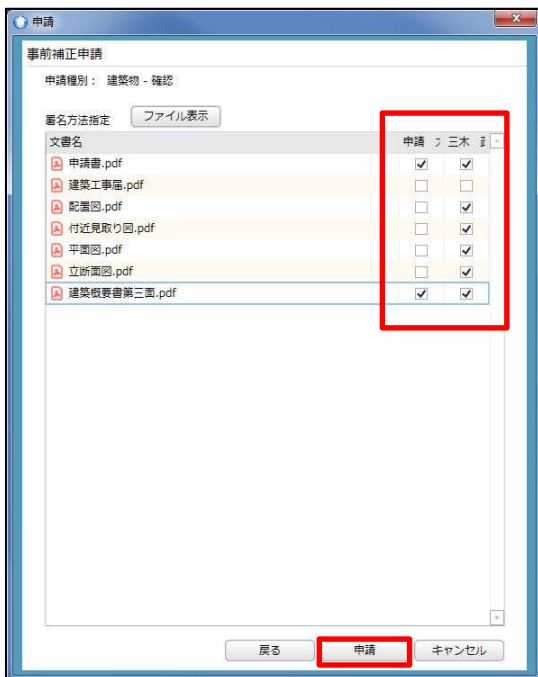 申請
事前補正申請
申請種別： 建築物 - 確認
署名方法指定 ファイル表示
文書名 申請 三木
申請書.pdf
建築工事届.pdf
配置図.pdf
付近見取り図.pdf
平面図.pdf
立断面図.pdf
建築概要書第三面.pdf
戻る 申請 キャンセル